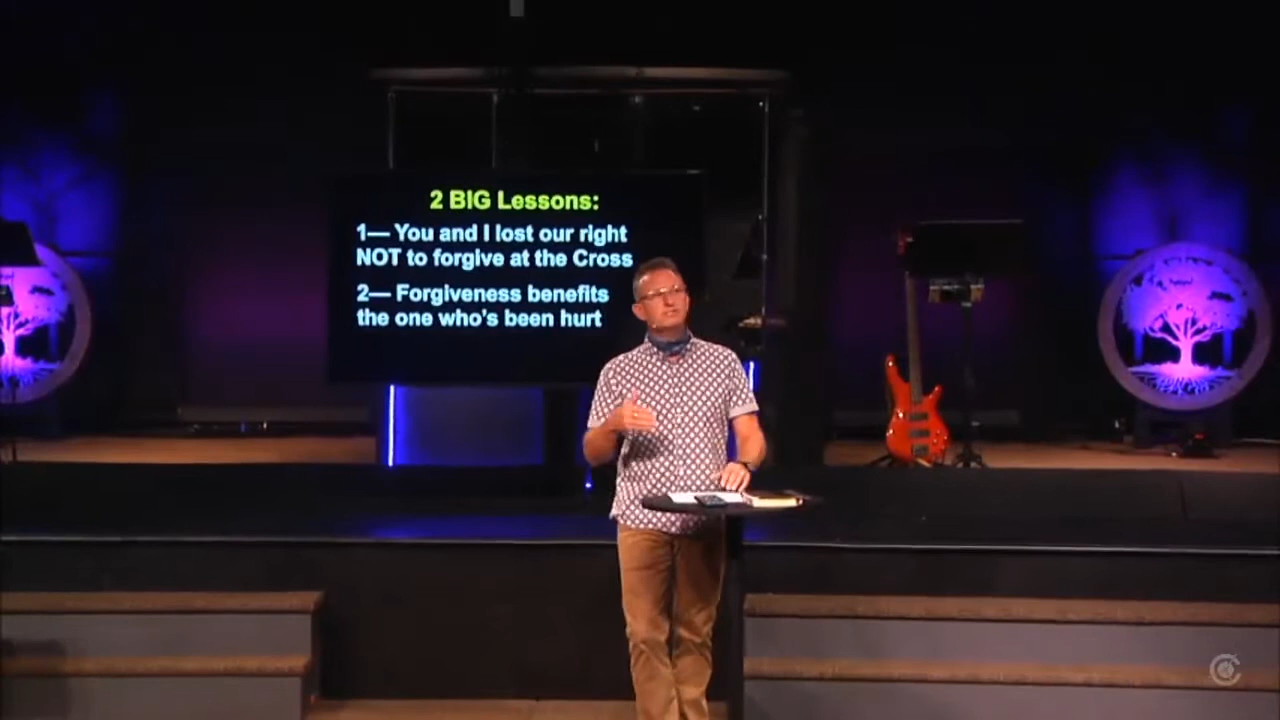 2 BIG Lessons:
1— You and I lost our right
NOT to forgive at the Cross
2— Forgiveness benefits
the one who's been hurt